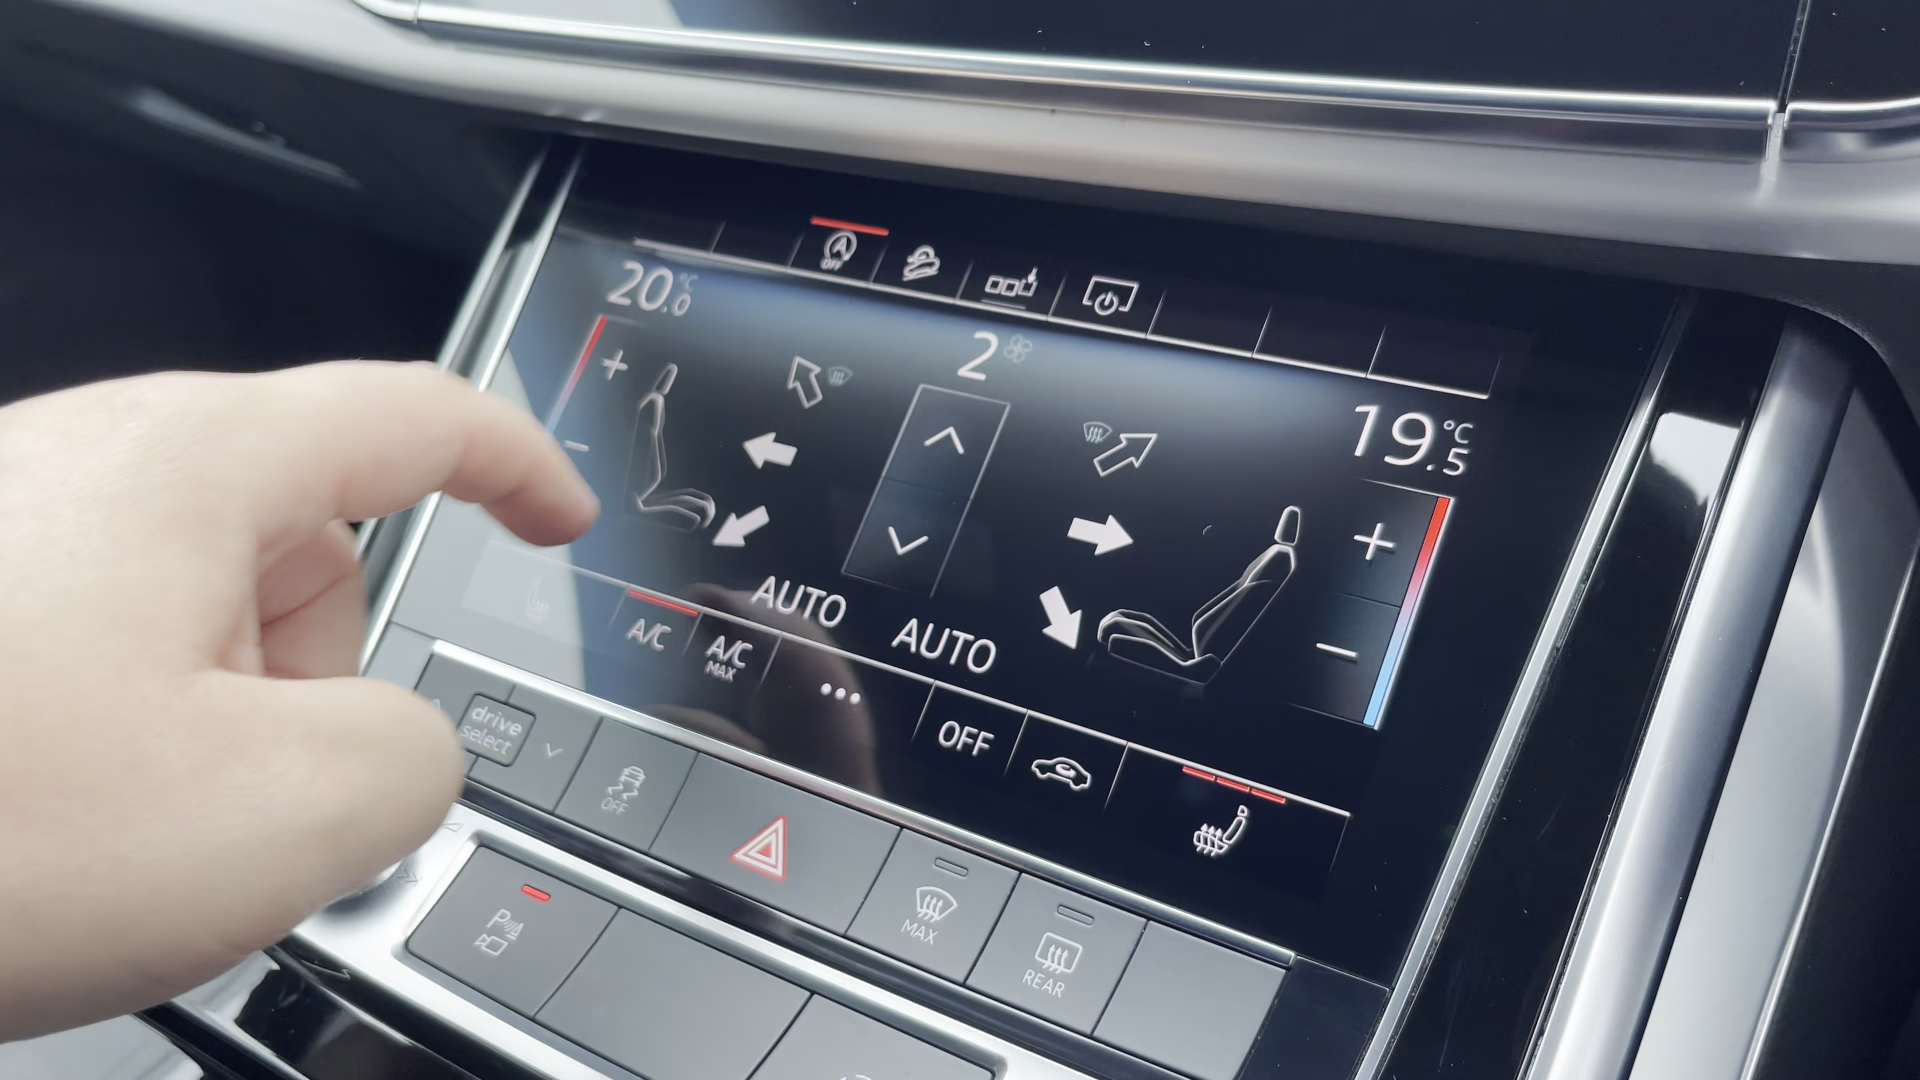 A
OFF
20.0 °C
2
19.5 °C
+
+
−
−
AUTO
AUTO
A/C
A/C
MAX
•••
OFF
drive
select
OFF
MAX
REAR
P